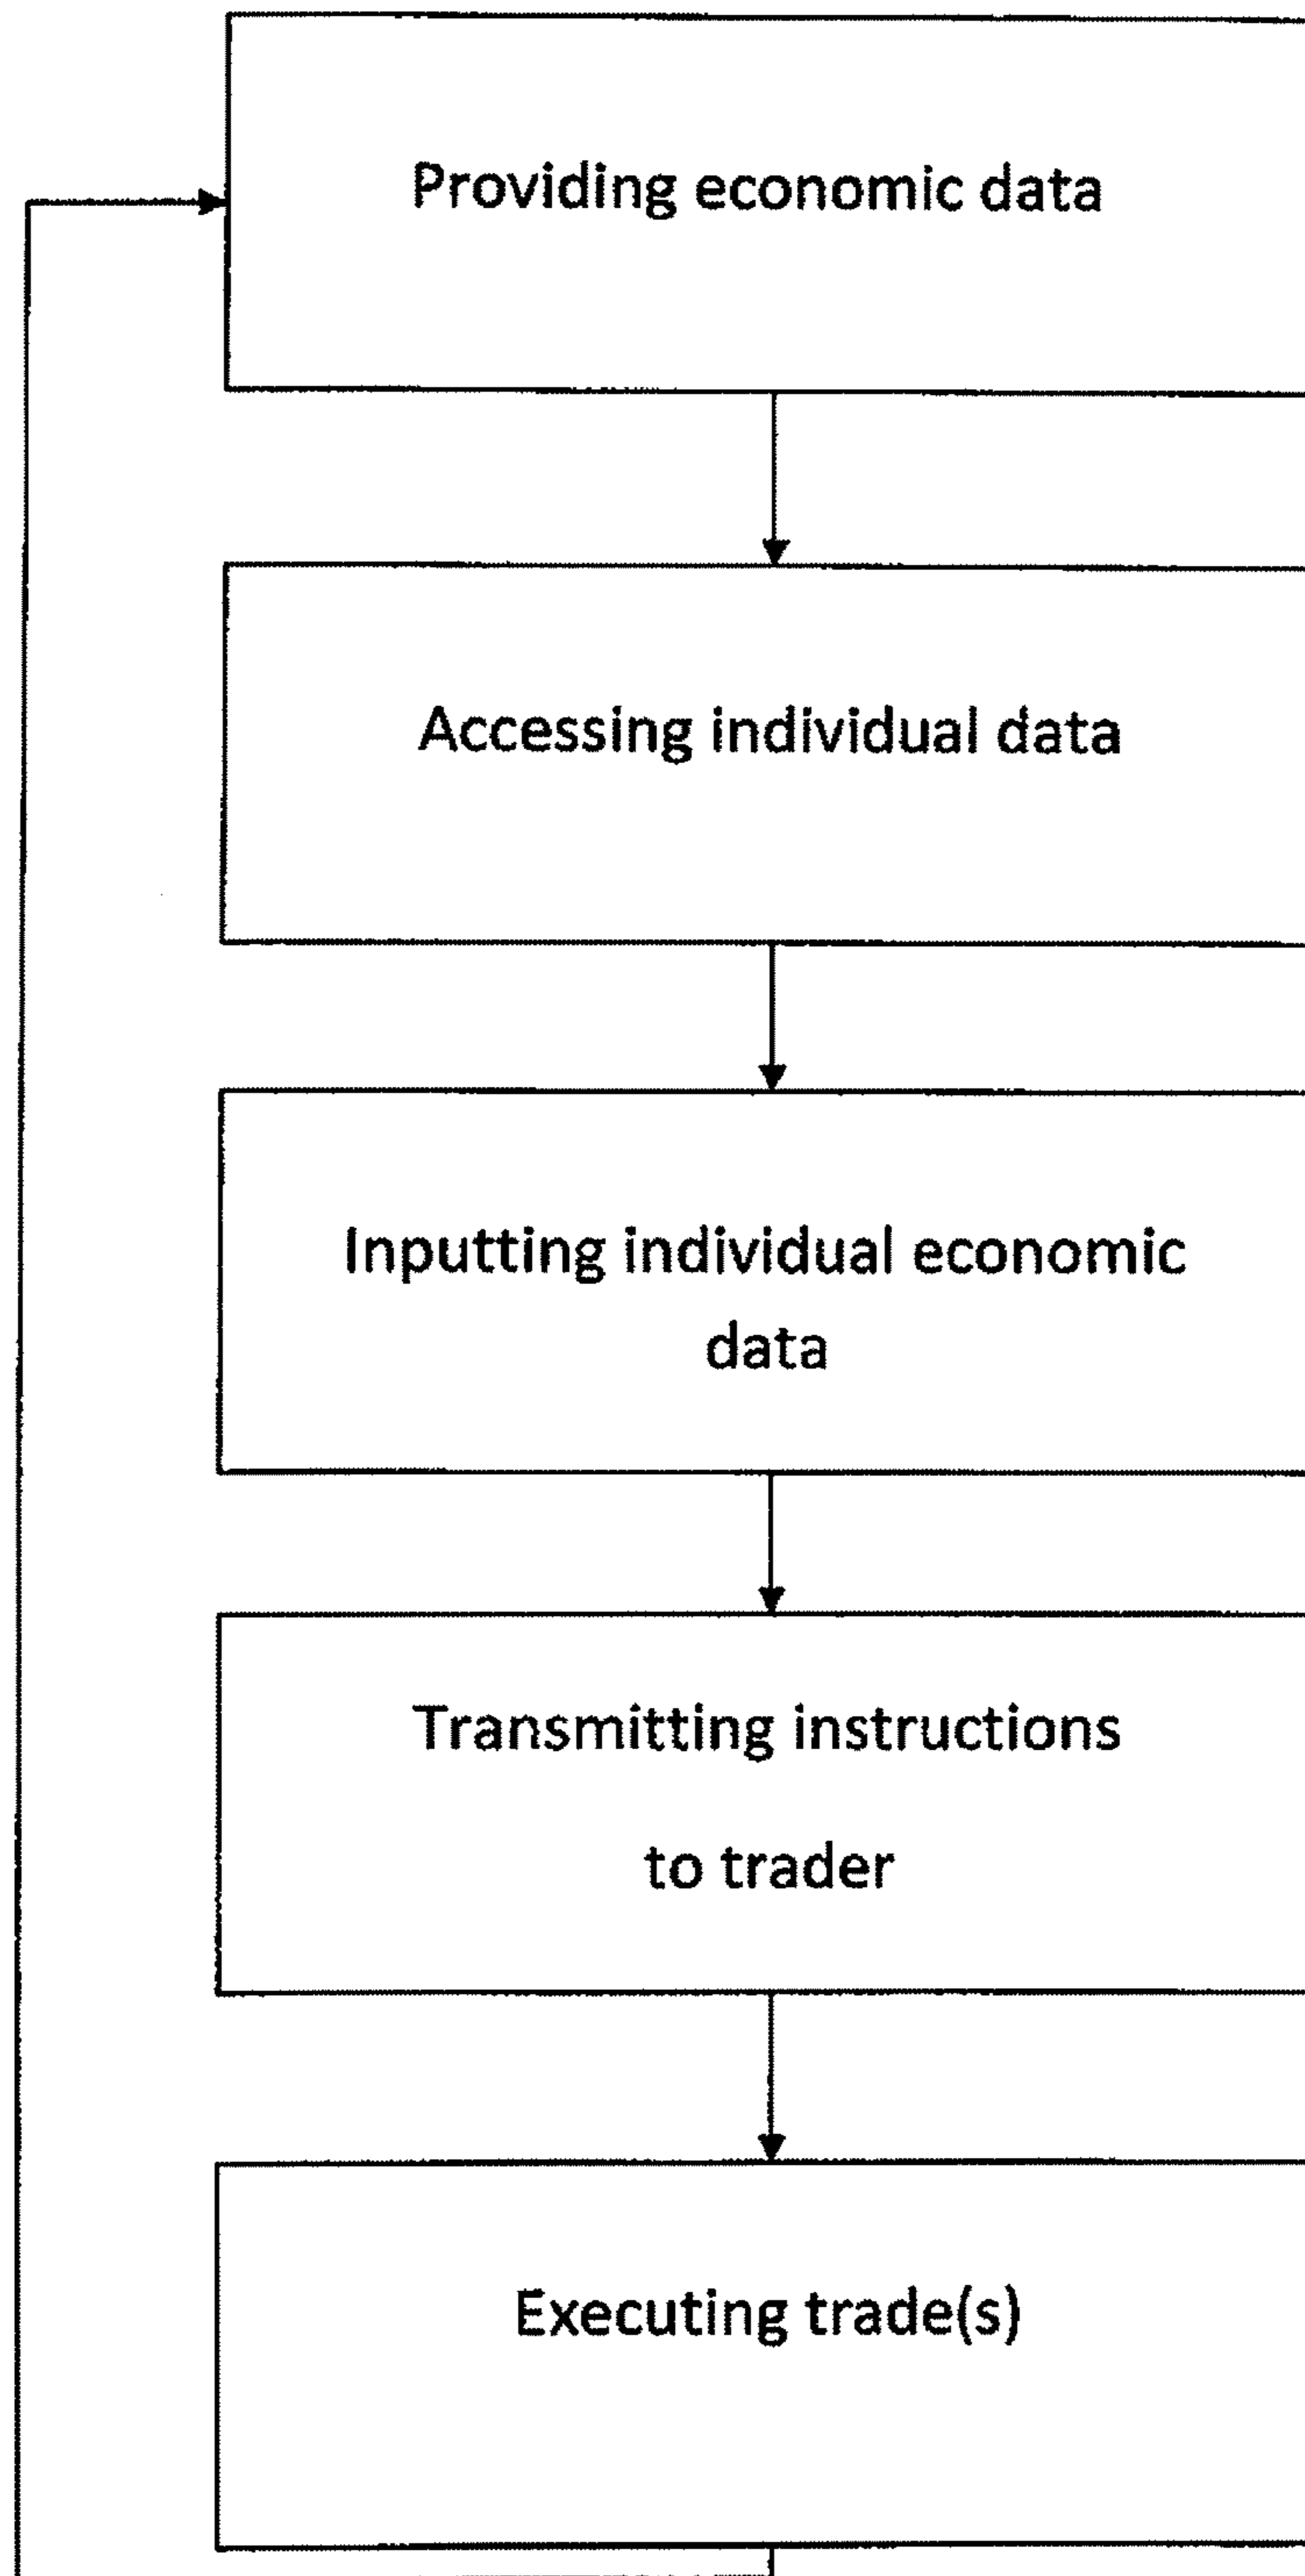 Providing economic data
Accessing individual data
Inputting individual economic
data
Transmitting instructions
to trader
Executing trade(s)